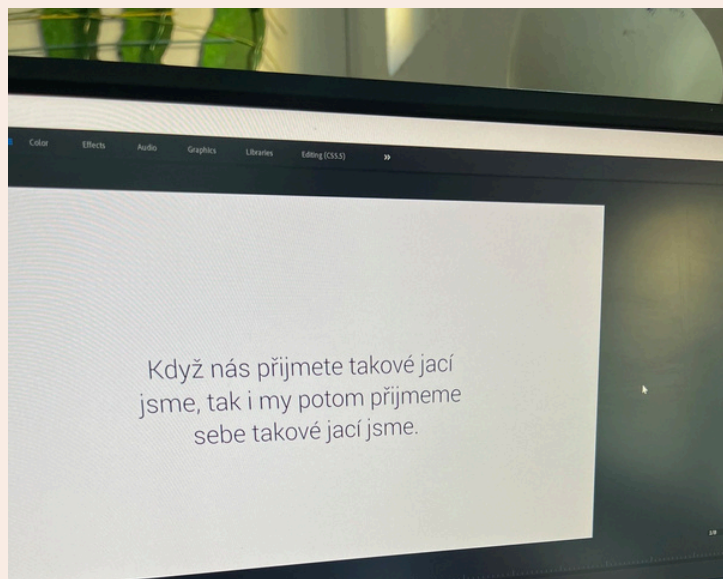 Color Effects Audio Graphics Libraries Editing (CS5.5) »
Když nás přijmete takové jací
jsme, tak i my potom přijmeme
sebe takové jací jsme.